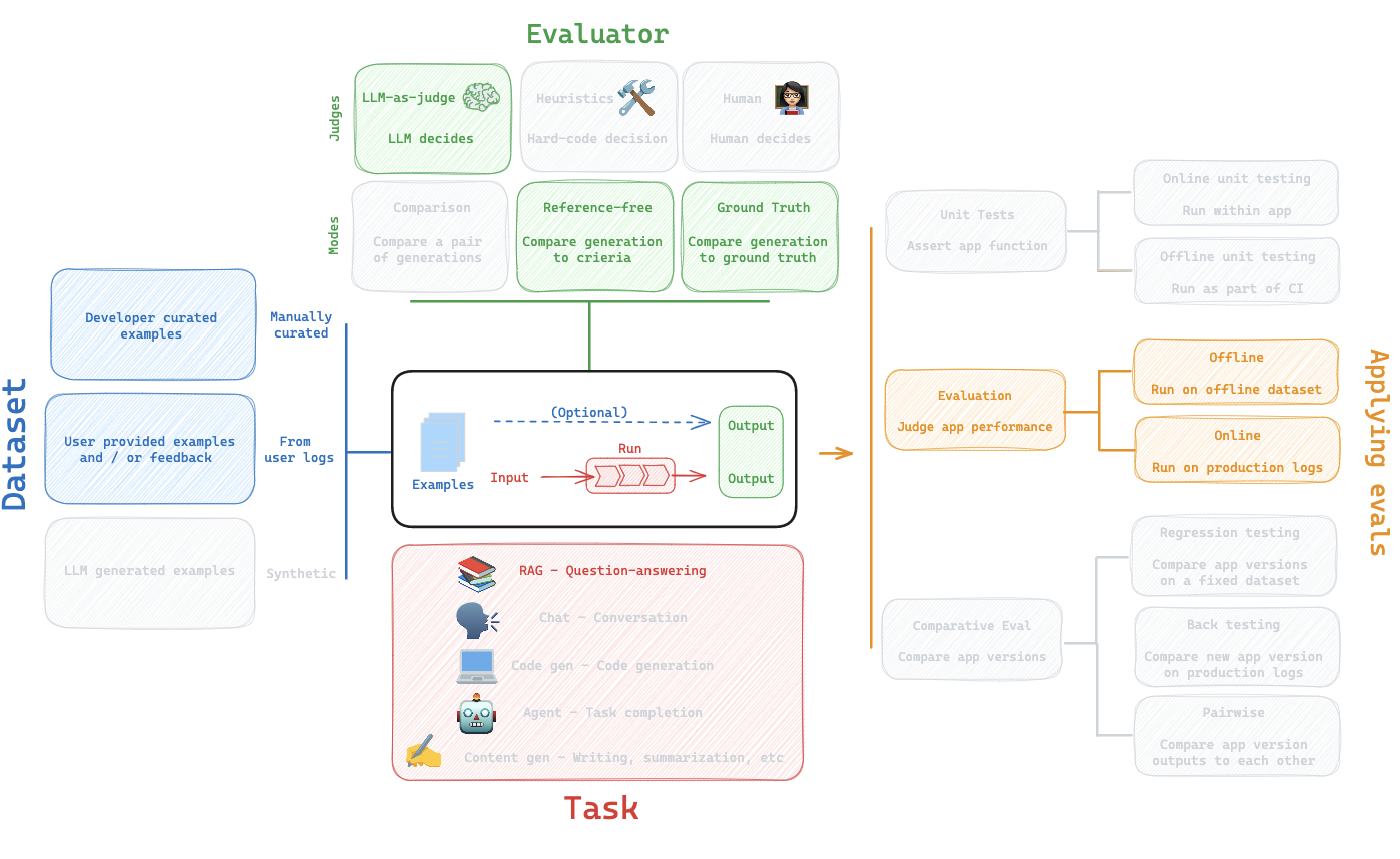 Evaluator
Judges
LLM-as-judge
LLM decides
Heuristics
Hard-code decision
Human
Human decides
Modes
Comparison
Compare a pair
of generations
Reference-free
Compare generation
to crieria
Ground Truth
Compare generation
to ground truth
Dataset
Developer curated
examples
Manually
curated
User provided examples
and / or feedback
From
user logs
LLM generated examples
Synthetic
Examples
(Optional)
Input
Run
Output
Output
RAG - Question-answering
Chat - Conversation
Code gen - Code generation
Agent - Task completion
Content gen - Writing, summarization, etc
Task
Unit Tests
Assert app function
Online unit testing
Run within app
Offline unit testing
Run as part of CI
Evaluation
Judge app performance
Offline
Run on offline dataset
Online
Run on production logs
Comparative Eval
Compare app versions
Regression testing
Compare app versions
on a fixed dataset
Back testing
Compare new app version
on production logs
Pairwise
Compare app version
outputs to each other
Applying evals